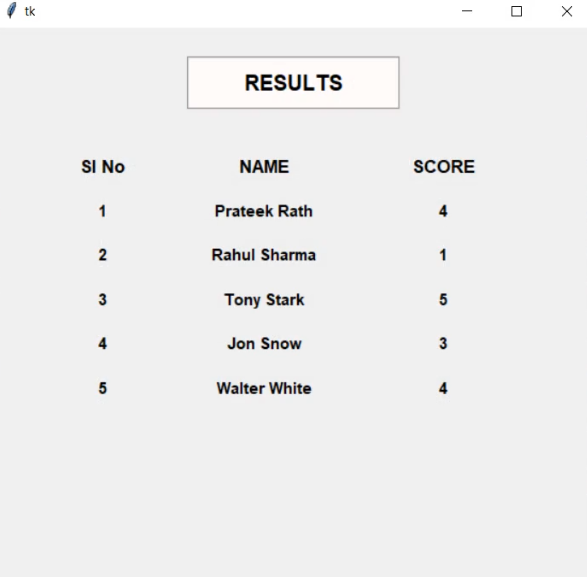 tk
RESULTS
Sl No NAME SCORE
1 Prateek Rath 4
2 Rahul Sharma 1
3 Tony Stark 5
4 Jon Snow 3
5 Walter White 4